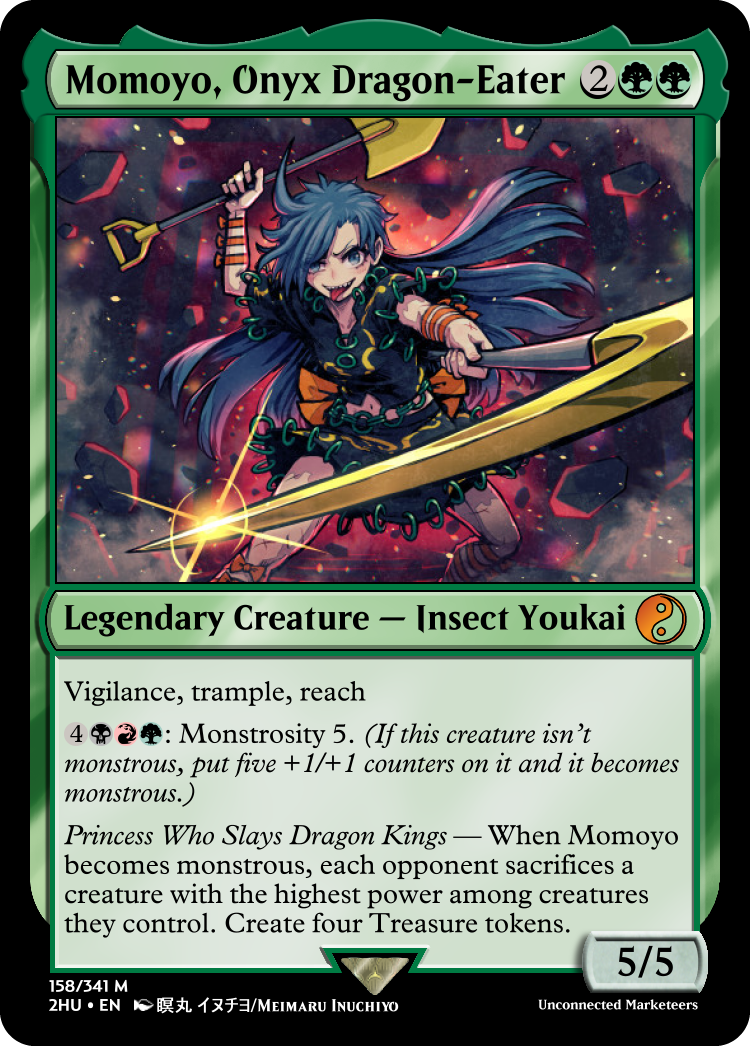 Momoyo, Onyx Dragon-Eater 2
Legendary Creature — Insect Youkai
Vigilance, trample, reach
4: Monstrosity 5. (If this creature isn't
monstrous, put five +1/+1 counters on it and it becomes
monstrous.)
Princess Who Slays Dragon Kings — When Momoyo
becomes monstrous, each opponent sacrifices a
creature with the highest power among creatures
they control. Create four Treasure tokens.
5/5
158/341 M
2HU • EN 瞑丸 イヌチヨ/Meimaru Inuchiyo
Unconnected Marketeers